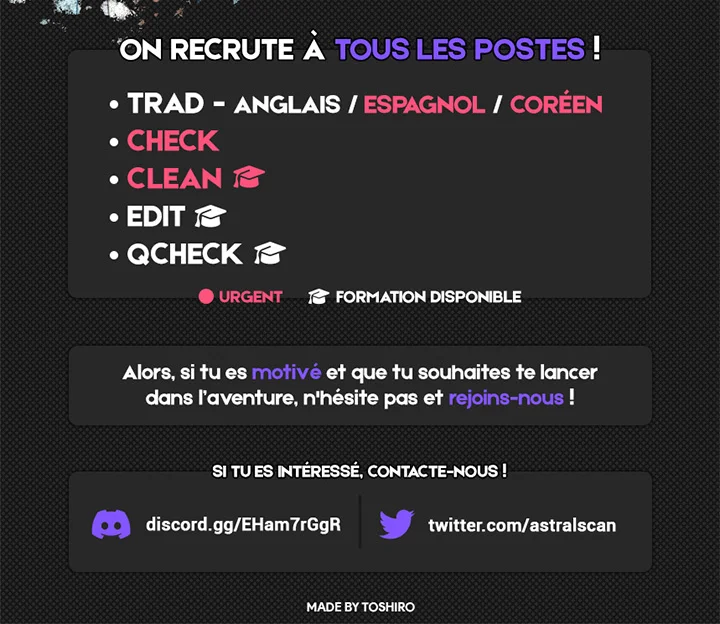 ON RECRUTE À TOUS LES POSTES !
• TRAD - ANGLAIS / ESPAGNOL / CORÉEN
• CHECK
• CLEAN
• EDIT
• QCHECK
URGENT FORMATION DISPONIBLE
Alors, si tu es motivé et que tu souhaites te lancer
dans l'aventure, n'hésite pas et rejoins-nous !
SI TU ES INTÉRESSÉ, CONTACTE-NOUS !
discord.gg/EHam7rGgR twitter.com/astralscan
MADE BY TOSHIRO